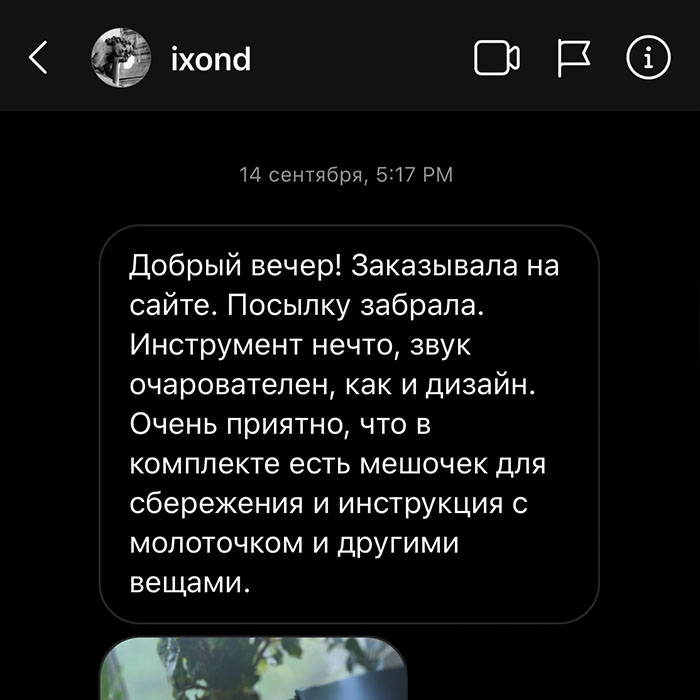 ixond
14 сентября, 5:17 PM
Добрый вечер! Заказывала на
сайте. Посылку забрала.
Инструмент нечто, звук
очарователен, как и дизайн.
Очень приятно, что в
комплекте есть мешочек для
сбережения и инструкция с
молоточком и другими
вещами.